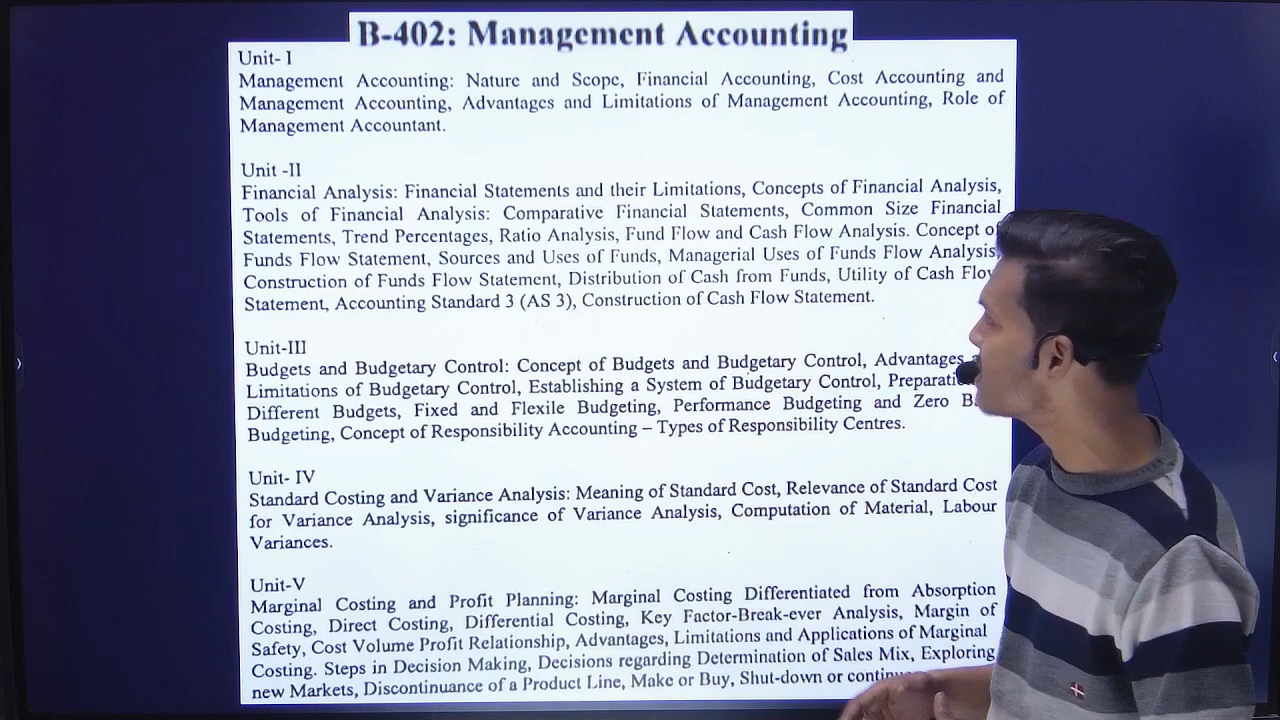 B-402: Management Accounting
Unit- I
Management Accounting: Nature and Scope, Financial Accounting, Cost Accounting and
Management Accounting, Advantages and Limitations of Management Accounting, Role of
Management Accountant.
Unit -II
Financial Analysis: Financial Statements and their Limitations, Concepts of Financial Analysis,
Tools of Financial Analysis: Comparative Financial Statements, Common Size Financial
Statements, Trend Percentages, Ratio Analysis, Fund Flow and Cash Flow Analysis. Concept of
Funds Flow Statement, Sources and Uses of Funds, Managerial Uses of Funds Flow Analysis,
Construction of Funds Flow Statement, Distribution of Cash from Funds, Utility of Cash Flow
Statement, Accounting Standard 3 (AS 3), Construction of Cash Flow Statement.
Unit-III
Budgets and Budgetary Control: Concept of Budgets and Budgetary Control, Advantages
Limitations of Budgetary Control, Establishing a System of Budgetary Control,
Different Budgets, Fixed and Flexile Budgeting, Performance Budgeting and Zero
Budgeting, Concept of Responsibility Accounting – Types of Responsibility Centres.
Unit- IV
Standard Costing and Variance Analysis: Meaning of Standard Cost, Relevance of Standard Cost
for Variance Analysis, significance of Variance Analysis, Computation of Material, Labour
Variances.
Unit-V
Marginal Costing and Profit Planning: Marginal Costing Differentiated from Absorption
Costing, Direct Costing, Differential Costing, Key Factor-Break-ever Analysis, Margin of
Safety, Cost Volume Profit Relationship, Advantages, Limitations and Applications of Marginal
Costing. Steps in Decision Making, Decisions regarding Determination of Sales Mix, Exploring
new Markets, Discontinuance of a Product Line, Make or Buy, Shut-down or